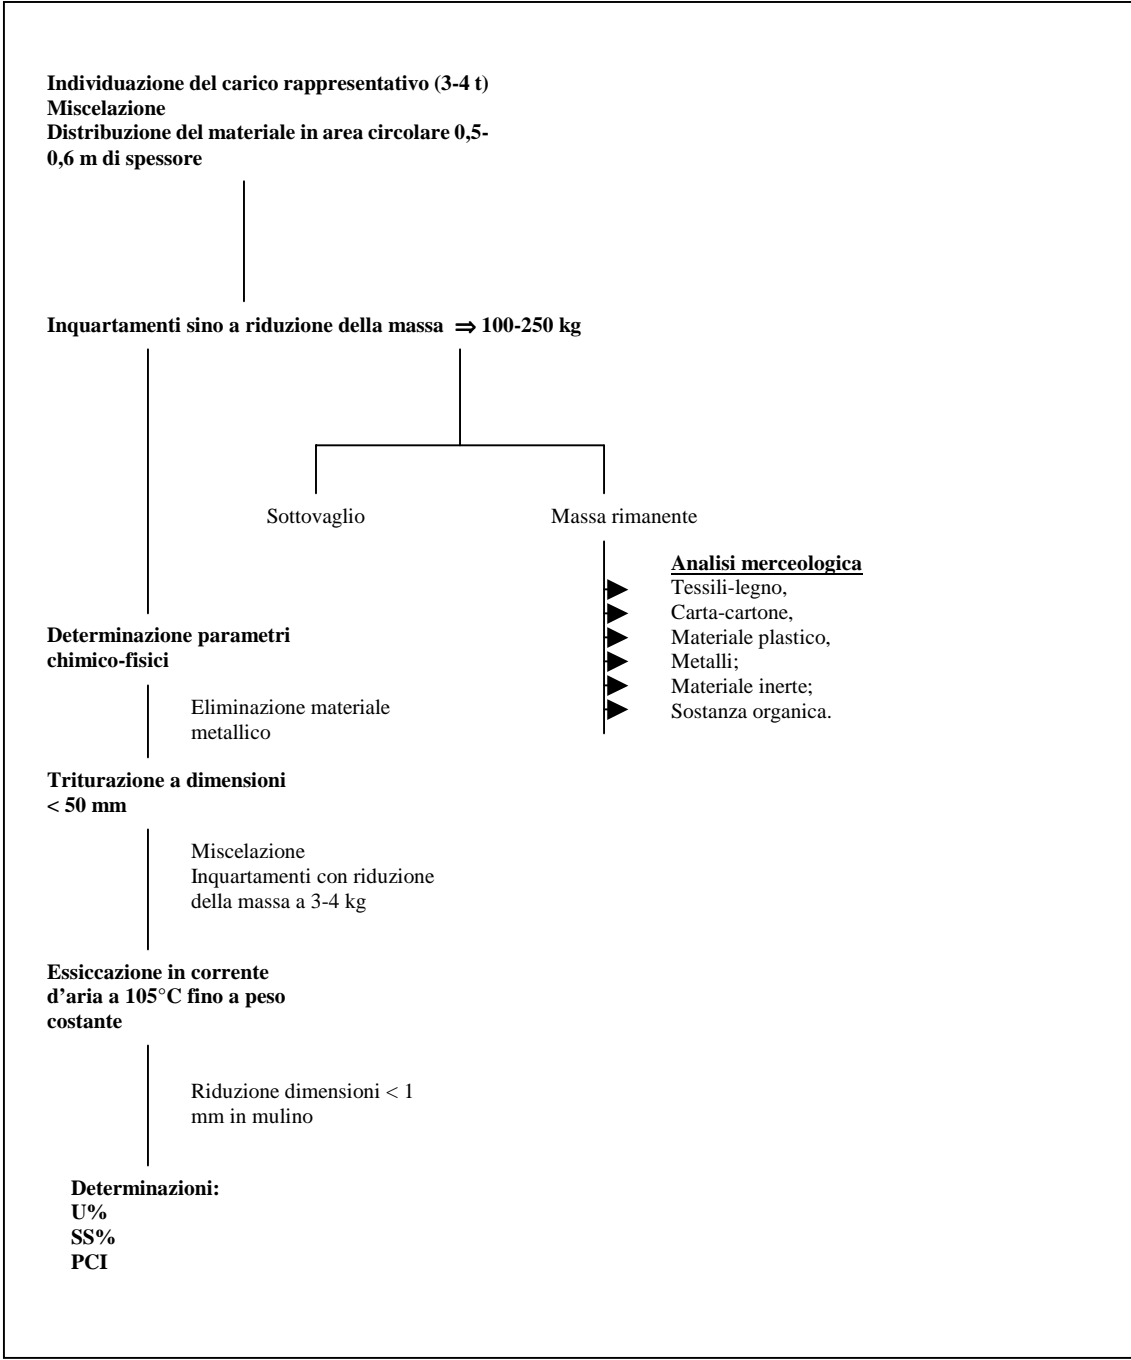 Individuazione del carico rappresentativo (3-4 t)
Miscelazione
Distribuzione del materiale in area circolare 0,5-
0,6 m di spessore
Inquartamenti sino a riduzione della massa ⇒ 100-250 kg
Sottovaglio
Massa rimanente
Analisi merceologica
Tessili-legno,
Carta-cartone,
Materiale plastico,
Metalli;
Materiale inerte;
Sostanza organica.
Determinazione parametri
chimico-fisici
Eliminazione materiale
metallico
Triturazione a dimensioni
< 50 mm
Miscelazione
Inquartamenti con riduzione
della massa a 3-4 kg
Essiccazione in corrente
d’aria a 105°C fino a peso
costante
Riduzione dimensioni < 1
mm in mulino
Determinazioni:
U%
SS%
PCI